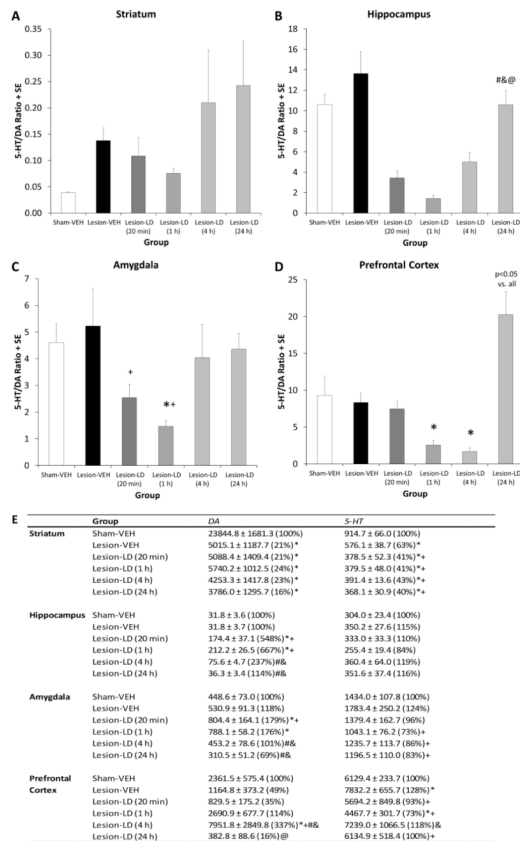 A
Striatum
5-HT/DA Ratio + SE
0.35
0.30
0.25
0.20
0.15
0.10
0.05
0.00
Sham-VEH Lesion-VEH Lesion-LD (20 min) Lesion-LD (1 h) Lesion-LD (4 h) Lesion-LD (24 h)
Group
B
Hippocampus
5-HT/DA Ratio + SE
18
16
14
12
10
8
6
4
2
0
#&@
Sham-VEH Lesion-VEH Lesion-LD (20 min) Lesion-LD (1 h) Lesion-LD (4 h) Lesion-LD (24 h)
Group
C
Amygdala
5-HT/DA Ratio + SE
7
6
5
4
3
2
1
0
+
*+
Sham-VEH Lesion-VEH Lesion-LD (20 min) Lesion-LD (1 h) Lesion-LD (4 h) Lesion-LD (24 h)
Group
D
Prefrontal Cortex
5-HT/DA Ratio + SE
25
20
15
10
5
0
*
*
p<0.05
vs. all
Sham-VEH Lesion-VEH Lesion-LD (20 min) Lesion-LD (1 h) Lesion-LD (4 h) Lesion-LD (24 h)
Group
E
Group DA 5-HT
Striatum Sham-VEH 23844.8 ± 1681.3 (100%) 914.7 ± 66.0 (100%)
Lesion-VEH 5015.1 ± 1187.7 (21%)* 576.1 ± 38.7 (63%)*
Lesion-LD (20 min) 5088.4 ± 1409.4 (21%)* 378.5 ± 52.3 (41%)*+
Lesion-LD (1 h) 5740.2 ± 1012.5 (24%)* 379.5 ± 48.0 (41%)*+
Lesion-LD (4 h) 4253.3 ± 1417.8 (23%)* 391.4 ± 13.6 (43%)*+
Lesion-LD (24 h) 3786.0 ± 1295.7 (16%)* 368.1 ± 30.9 (40%)*+
Hippocampus Sham-VEH 31.8 ± 3.6 (100%) 304.0 ± 23.4 (100%)
Lesion-VEH 31.8 ± 3.7 (100%) 350.2 ± 27.6 (115%)
Lesion-LD (20 min) 174.4 ± 37.1 (548%)*+ 333.0 ± 33.3 (110%)
Lesion-LD (1 h) 212.2 ± 26.5 (667%)*+ 255.4 ± 19.4 (84%)
Lesion-LD (4 h) 75.6 ± 4.7 (237%)#& 360.4 ± 64.0 (119%)
Lesion-LD (24 h) 36.3 ± 3.4 (114%)#& 351.6 ± 37.4 (116%)
Amygdala Sham-VEH 448.6 ± 73.0 (100%) 1434.0 ± 107.8 (100%)
Lesion-VEH 530.9 ± 91.3 (118%) 1783.4 ± 250.2 (124%)
Lesion-LD (20 min) 804.4 ± 164.1 (179%)*+ 1379.4 ± 162.7 (96%)
Lesion-LD (1 h) 788.1 ± 58.2 (176%)* 1043.1 ± 76.2 (73%)+
Lesion-LD (4 h) 453.2 ± 78.6 (101%)#& 1235.7 ± 113.7 (86%)+
Lesion-LD (24 h) 310.5 ± 51.2 (69%)#& 1196.5 ± 110.0 (83%)+
Prefrontal Sham-VEH 2361.5 ± 575.4 (100%) 6129.4 ± 233.7 (100%)
Cortex Lesion-VEH 1164.8 ± 373.2 (49%) 7832.2 ± 655.7 (128%)*
Lesion-LD (20 min) 829.5 ± 175.2 (35%) 5694.2 ± 849.8 (93%)+
Lesion-LD (1 h) 2690.9 ± 677.7 (114%) 4467.7 ± 301.8 (73%)*+
Lesion-LD (4 h) 7951.8 ± 2849.8 (337%)*+#& 7239.0 ± 1066.5 (118%)&
Lesion-LD (24 h) 382.8 ± 88.6 (16%)@ 6134.9 ± 518.4 (100%)+